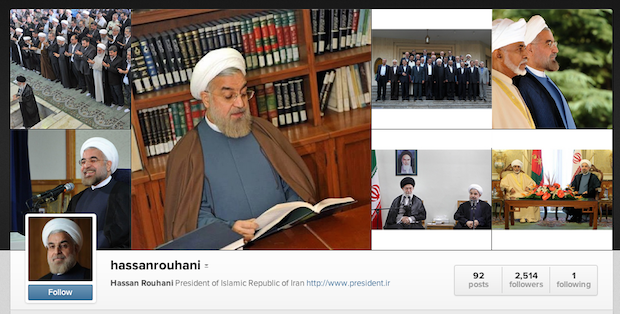 hassanrouhani
Hassan Rouhani President of Islamic Republic of Iran http://www.president.ir
92 2,514 1
posts followers following
Follow